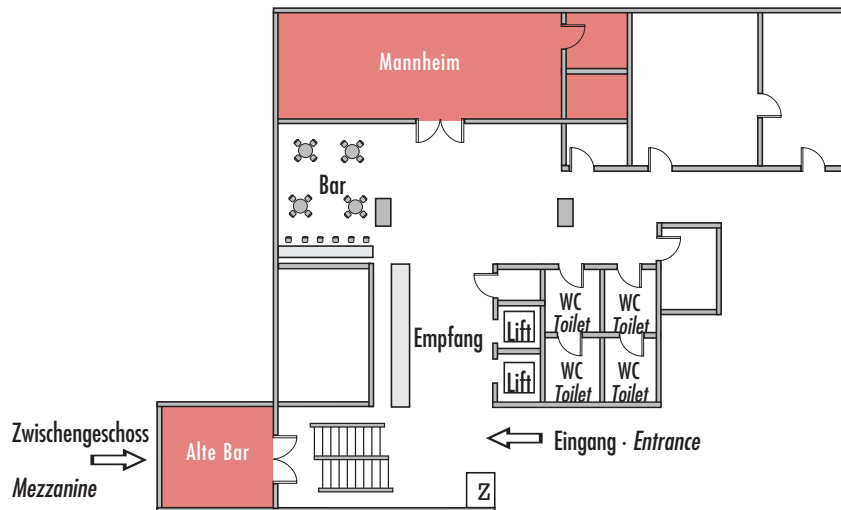 Mannheim
Bar
Empfang
Lift
Lift
WC
Toilet
WC
Toilet
WC
Toilet
WC
Toilet
Zwischengeschoss
Mezzanine
Alte Bar
Eingang · Entrance
Z